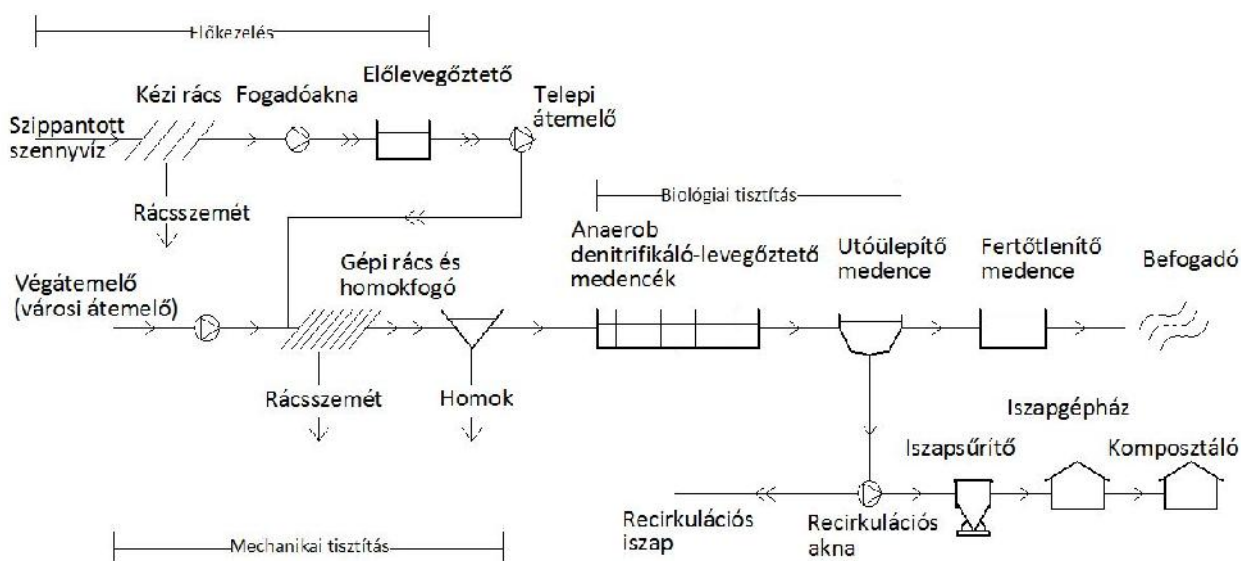 Előkezelés
Előlevegőztető
Kézi rács
Fogadóakna
Telepi
átemelő
Szippantott
szennyvíz
Rácsszemét
Biológiai tisztítás
Anaerob
denitrifikáló-levegőztető
medencék
Utóülepítő
medence
Fertőtlenítő
medence
Befogadó
Gépi rács és
homokfogó
Végátemelő
(városi átemelő)
Rácsszemét
Homok
Iszapgépház
Iszapsűrítő
Komposztáló
Recirkulációs
iszap
Recirkulációs
akna
Mechanikai tisztítás